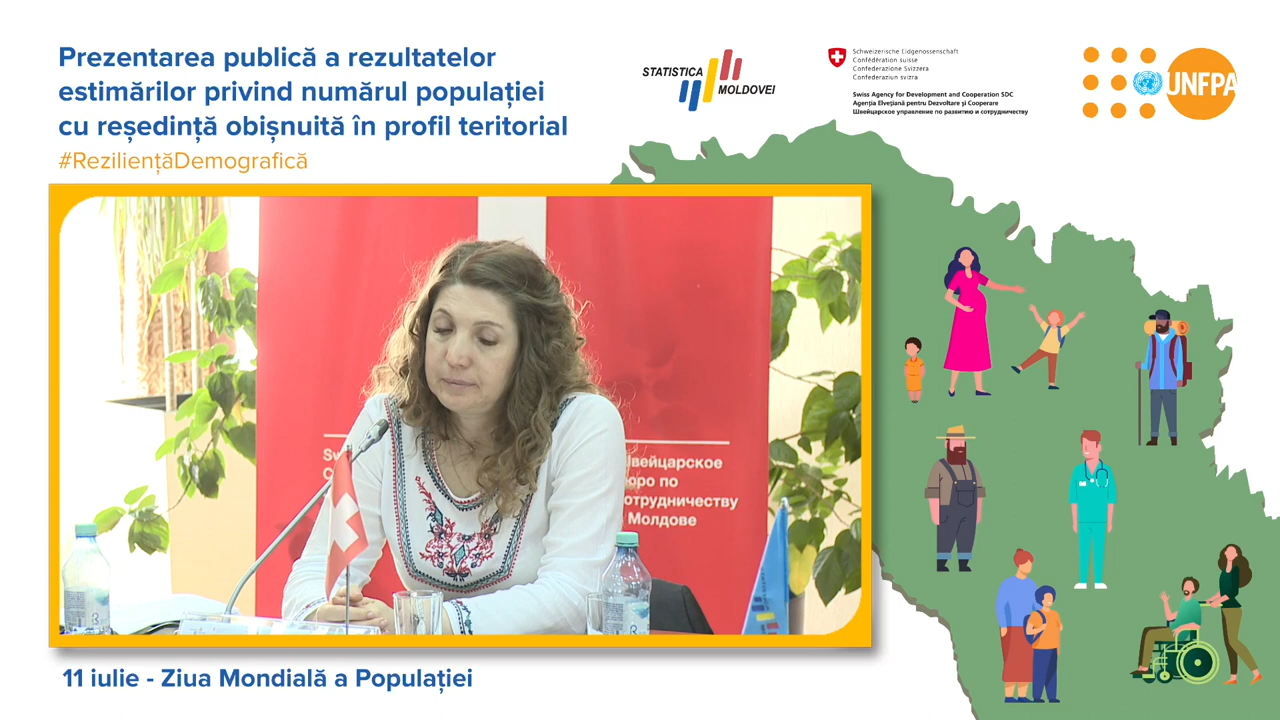 Prezentarea publică a rezultatelor
estimărilor privind numărul populației
cu reședință obișnuită în profil teritorial
#ReziliențăDemografică
STATISTICA
MOLDOVEI
Schweizerische Eidgenossenschaft
Confédération suisse
Confederazione Svizzera
Confederaziun svizra
Swiss Agency for Development and Cooperation SDC
Agenția Elvețiană pentru Dezvoltare și Cooperare
Швейцарское управление по развитию и сотрудничеству
UNFPA
Швейцарское
бюро по
сотрудничеству
Молдове
11 iulie - Ziua Mondială a Populației